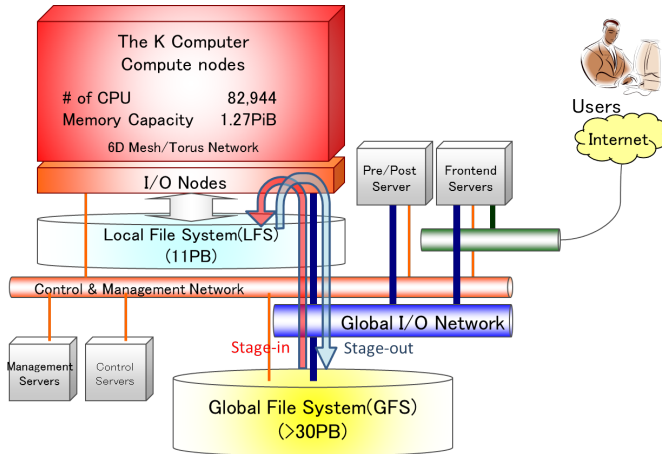 The K Computer
Compute nodes
# of CPU 82,944
Memory Capacity 1.27PiB
6D Mesh/Torus Network
I/O Nodes
Local File System(LFS)
(11PB)
Users
Internet
Pre/Post
Server
Frontend
Servers
Control & Management Network
Global I/O Network
Stage-in
Stage-out
Management
Servers
Control
Servers
Global File System(GFS)
(>30PB)